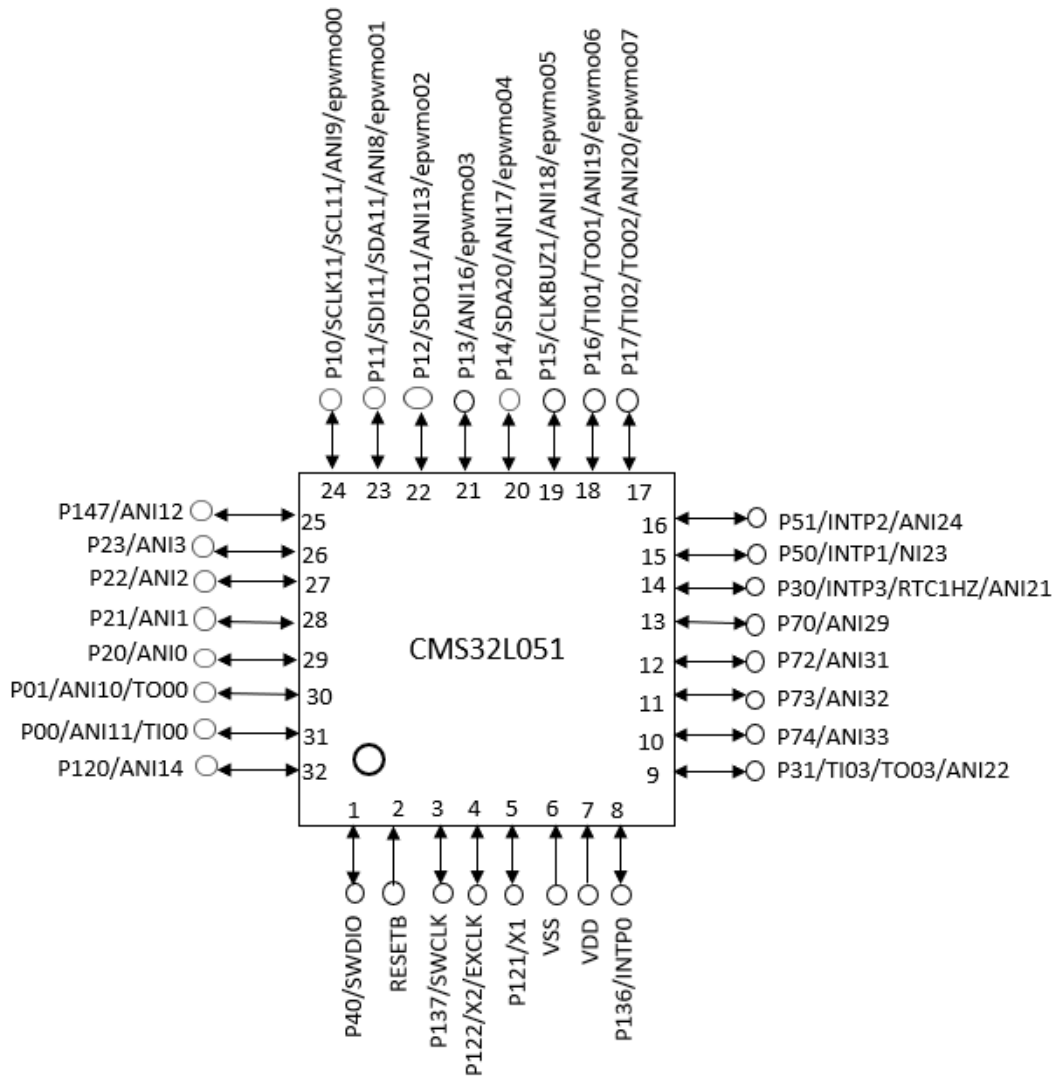 P10/SCLK11/SCL11/ANI9/epwmo00
P11/SDI11/SDA11/ANI8/epwmo01
P12/SDO11/ANI13/epwmo02
P13/ANI16/epwmo03
P14/SDA20/ANI17/epwmo04
P15/CLKBUZ1/ANI18/epwmo05
P16/TI01/TO01/ANI19/epwmo06
P17/TI02/TO02/ANI20/epwmo07
24 23 22 21 20 19 18 17
P147/ANI12 25
P23/ANI3 26
P22/ANI2 27
P21/ANI1 28
P20/ANI0 29
P01/ANI10/TO00 30
P00/ANI11/TI00 31
P120/ANI14 32
CMS32L051
16 P51/INTP2/ANI24
15 P50/INTP1/NI23
14 P30/INTP3/RTC1HZ/ANI21
13 P70/ANI29
12 P72/ANI31
11 P73/ANI32
10 P74/ANI33
9 P31/TI03/TO03/ANI22
1 2 3 4 5 6 7 8
P40/SWDIO
RESETB
P137/SWCLK
P122/X2/EXCLK
P121/X1
VSS
VDD
P136/INTP0